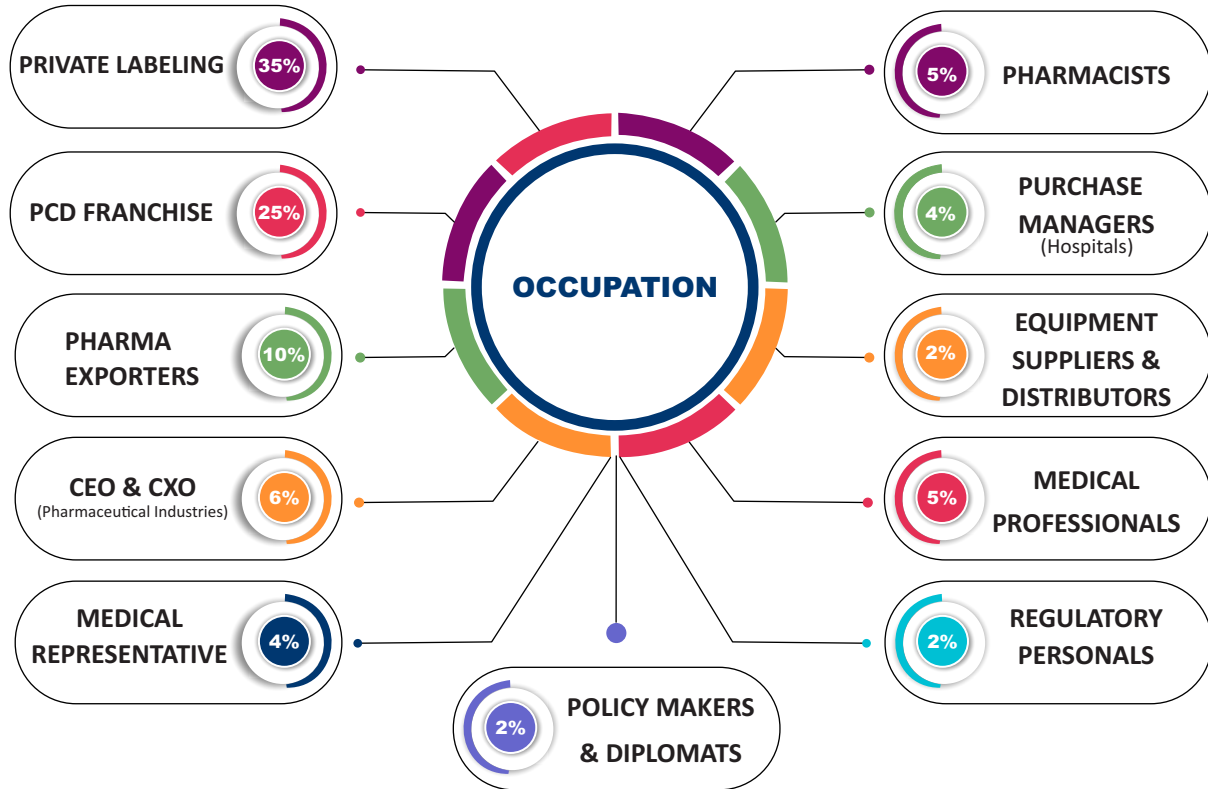 PRIVATE LABELING
35%
PCD FRANCHISE
25%
PHARMA
EXPORTERS
10%
CEO & CXO
(Pharmaceutical Industries)
6%
MEDICAL
REPRESENTATIVE
4%
OCCUPATION
2%
POLICY MAKERS
& DIPLOMATS
5%
PHARMACISTS
4%
PURCHASE
MANAGERS
(Hospitals)
2%
EQUIPMENT
SUPPLIERS &
DISTRIBUTORS
5%
MEDICAL
PROFESSIONALS
2%
REGULATORY
PERSONALS